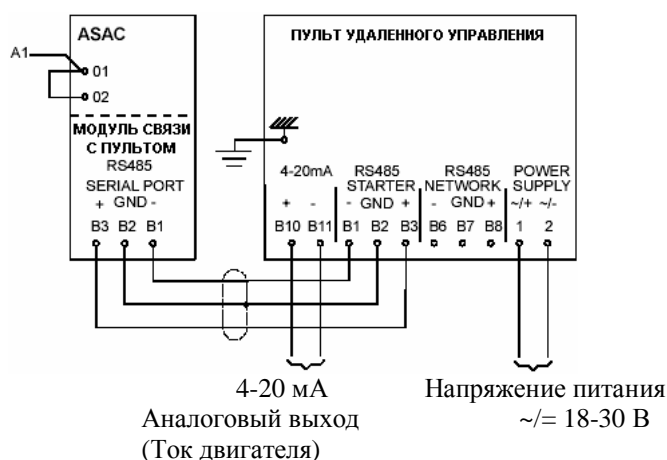 ASAC
A1
01
02
МОДУЛЬ СВЯЗИ
С ПУЛЬТОМ
RS485
SERIAL PORT
+ GND -
B3 B2 B1
ПУЛЬТ УДАЛЕННОГО УПРАВЛЕНИЯ
4-20mA RS485 RS485 POWER
STARTER NETWORK SUPPLY
+ - - GND + - GND + ~/+ ~/-
B10 B11 B1 B2 B3 B6 B7 B8 1 2
4-20 мА
Аналоговый выход
(Ток двигателя)
Напряжение питания
~/= 18-30 В